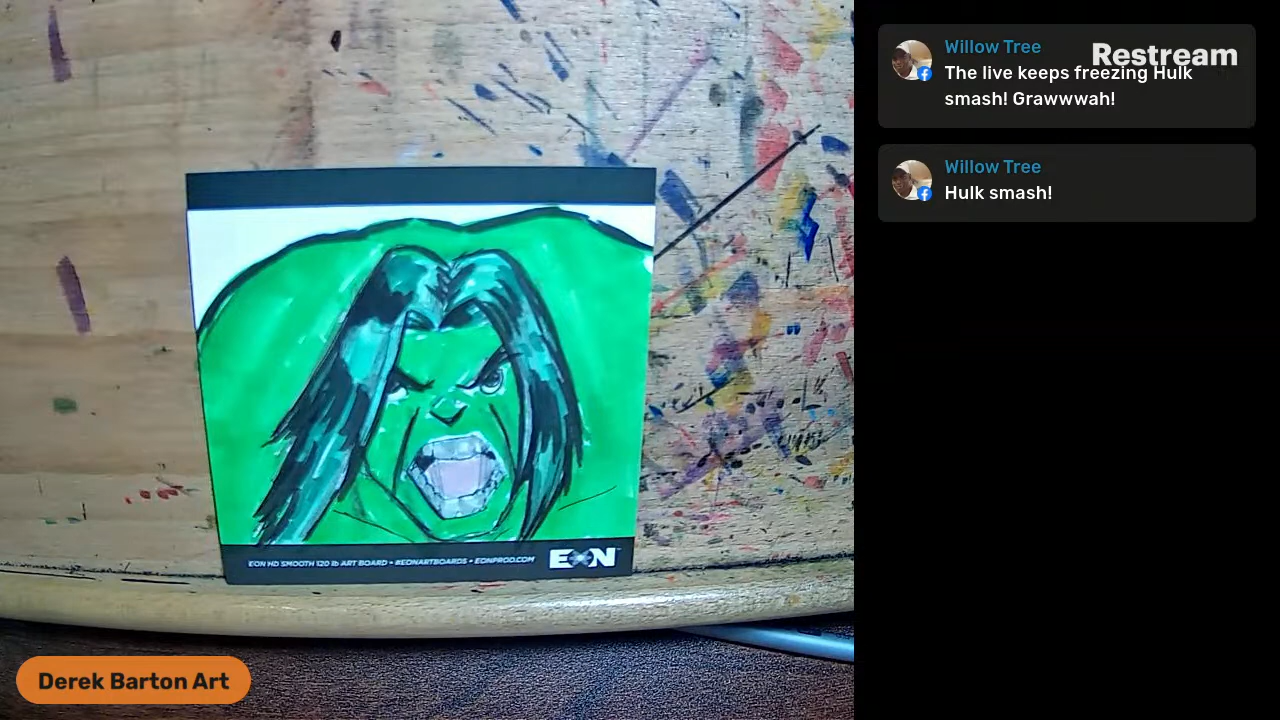 Willow Tree
Restream
The live keeps freezing Hulk
smash! Grawwwah!
Willow Tree
Hulk smash!
EON HD SMOOTH 120 lb ART BOARD • #EONARTBOARDS • EONPROD.COM
EON
Derek Barton Art